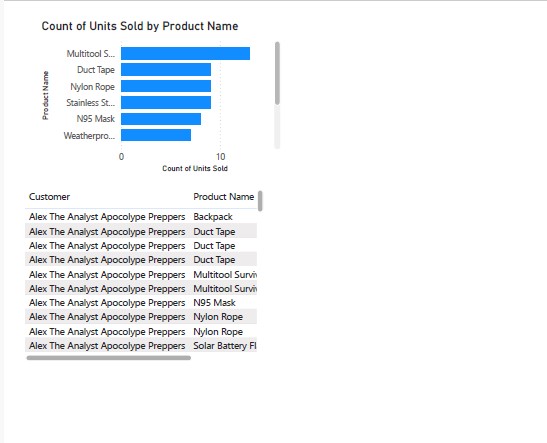 Count of Units Sold by Product Name
Product Name
Multitool S...
Duct Tape
Nylon Rope
Stainless St...
N95 Mask
Weatherpro...
0 10
Count of Units Sold
Customer Product Name
Alex The Analyst Apocolype Preppers Backpack
Alex The Analyst Apocolype Preppers Duct Tape
Alex The Analyst Apocolype Preppers Duct Tape
Alex The Analyst Apocolype Preppers Duct Tape
Alex The Analyst Apocolype Preppers Multitool Surviv
Alex The Analyst Apocolype Preppers Multitool Surviv
Alex The Analyst Apocolype Preppers N95 Mask
Alex The Analyst Apocolype Preppers Nylon Rope
Alex The Analyst Apocolype Preppers Nylon Rope
Alex The Analyst Apocolype Preppers Solar Battery Fl